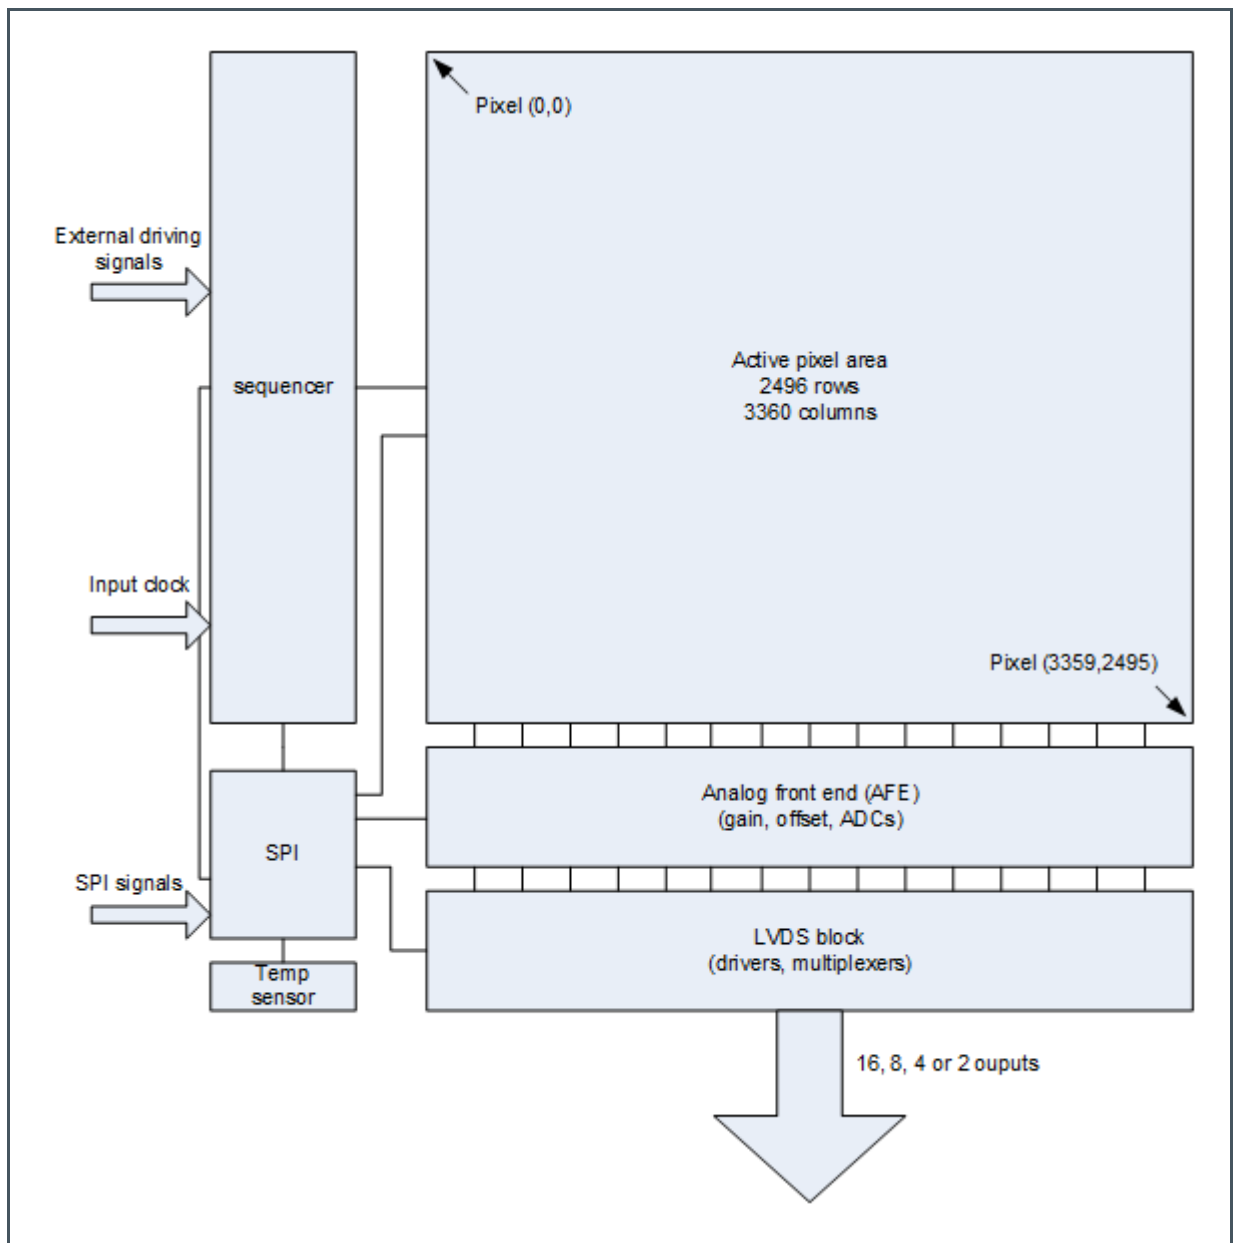 Pixel (0,0)
External driving
signals
sequencer
Active pixel area
2496 rows
3360 columns
Input clock
Pixel (3359,2495)
Analog front end (AFE)
(gain, offset, ADCs)
SPI
SPI signals
LVDS block
(drivers, multiplexers)
Temp
sensor
16, 8, 4 or 2 ouputs